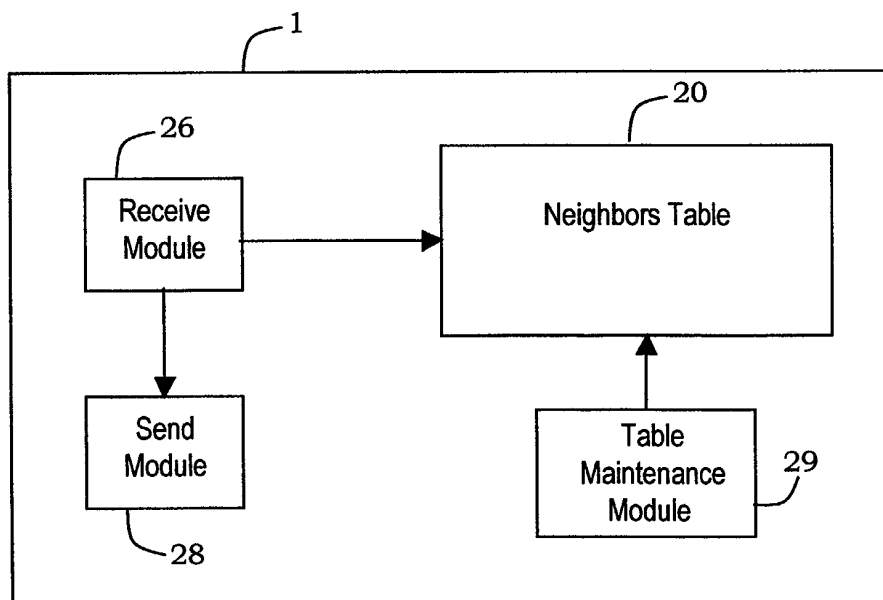 1
20
26
Receive
Module
Neighbors Table
Send
Module
28
Table
Maintenance
Module
29